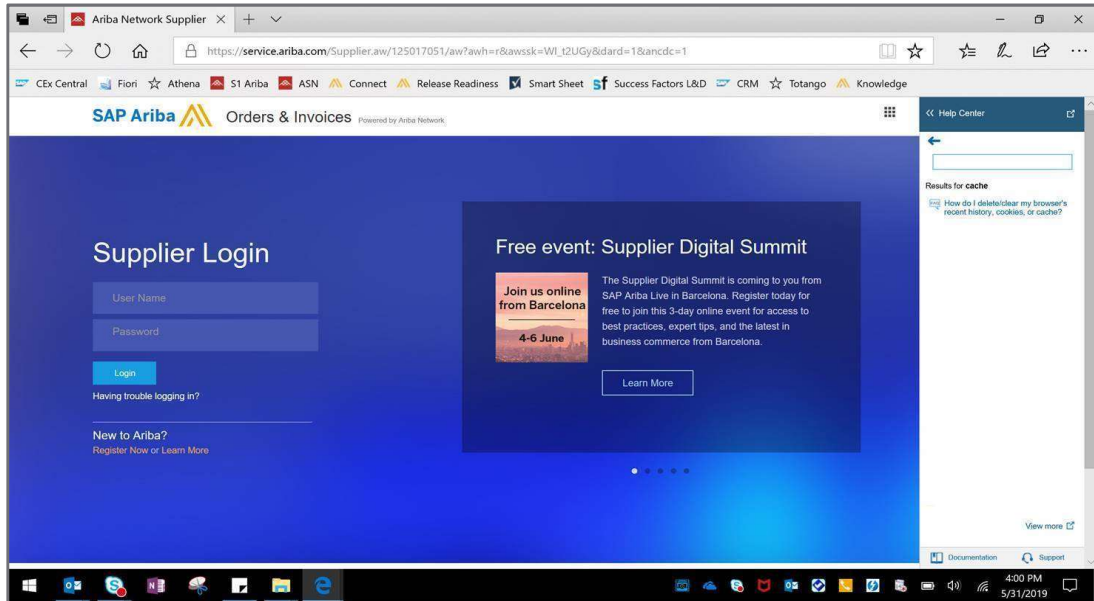 Ariba Network Supplier
https://service.ariba.com/Supplier.aw/125017051/aw?awh=r&awssk=WI_t2UGy&dard=1&ancdc=1
CEx Central Fiori Athena S1 Ariba ASN Connect Release Readiness Smart Sheet Sf Success Factors L&D CRM Totango Knowledge
SAP Ariba Orders & Invoices Powered by Ariba Network
Help Center
Results for cache
How do I delete/clear my browser's
recent history, cookies, or cache?
Supplier Login
User Name
Password
Login
Having trouble logging in?
New to Ariba?
Register Now or Learn More
Free event: Supplier Digital Summit
Join us online
from Barcelona
4-6 June
The Supplier Digital Summit is coming to you from
SAP Ariba Live in Barcelona. Register today for
free to join this 3-day online event for access to
best practices, expert tips, and the latest in
business commerce from Barcelona.
Learn More
View more
Documentation Support
4:00 PM
5/31/2019